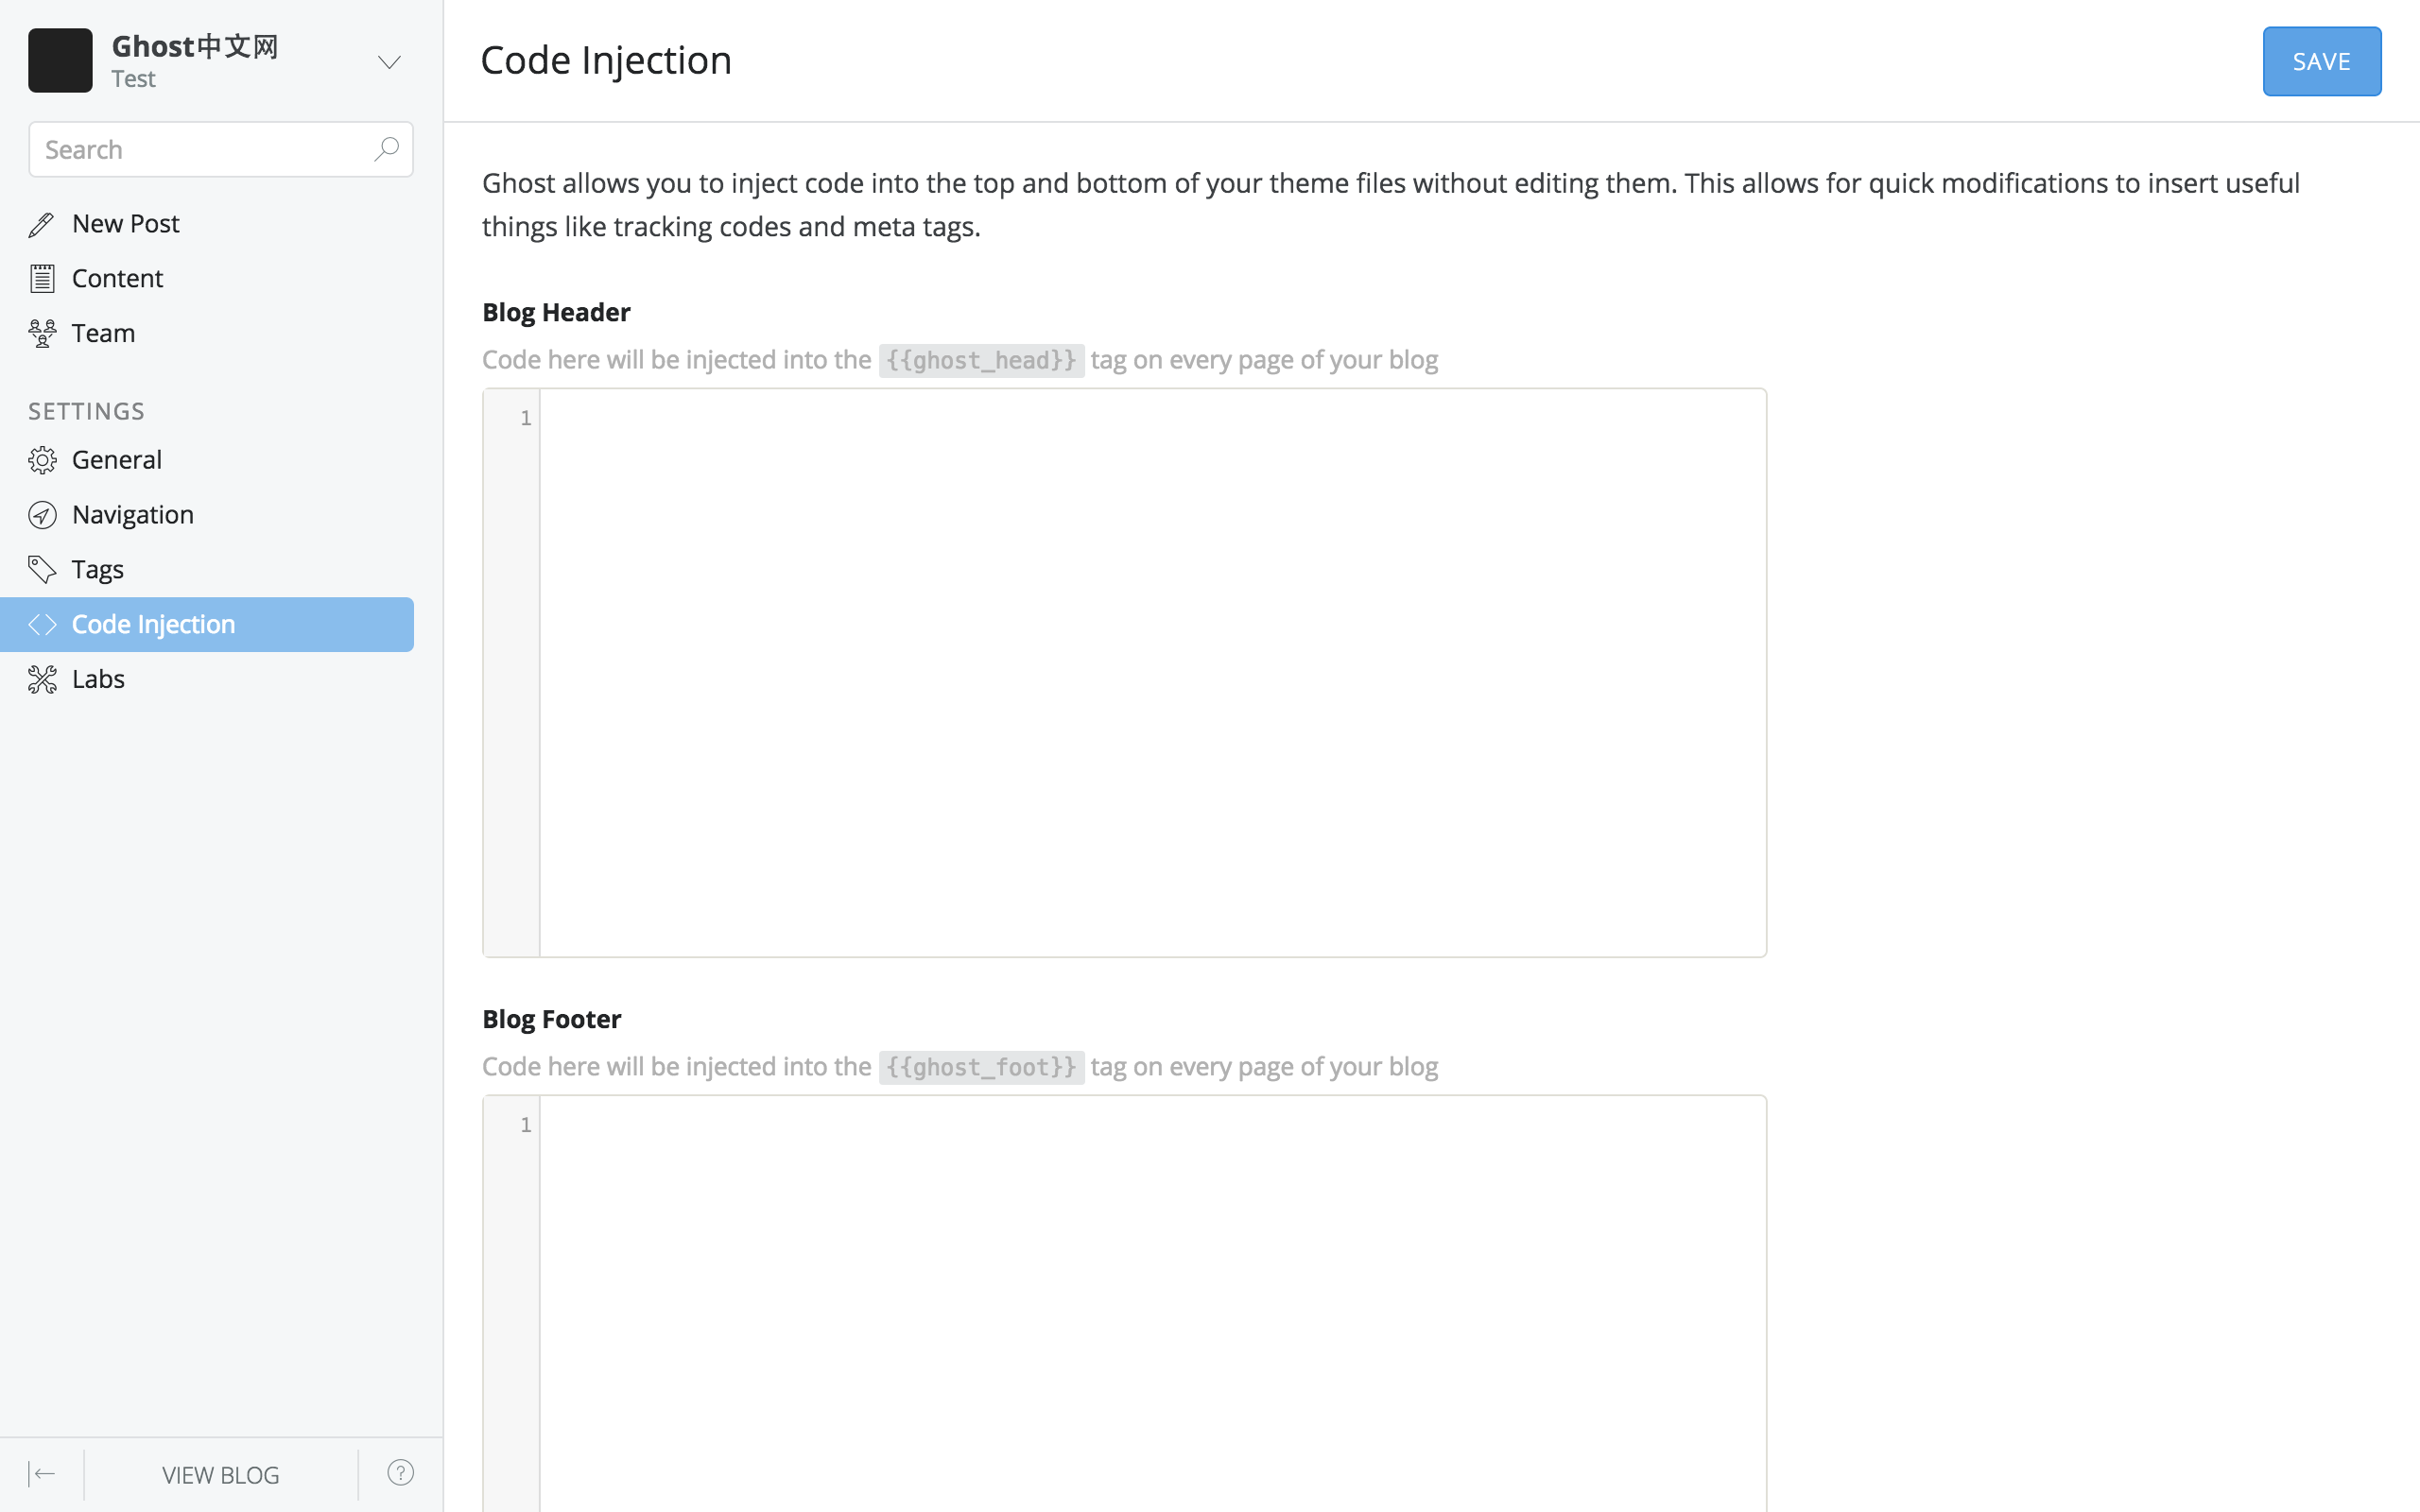 Ghost中文网
Test
Search
New Post
Content
Team
SETTINGS
General
Navigation
Tags
Code Injection
Labs
VIEW BLOG
?
Code Injection
SAVE
Ghost allows you to inject code into the top and bottom of your theme files without editing them. This allows for quick modifications to insert useful
things like tracking codes and meta tags.
Blog Header
Code here will be injected into the {{ghost_head}} tag on every page of your blog
1
Blog Footer
Code here will be injected into the {{ghost_foot}} tag on every page of your blog
1